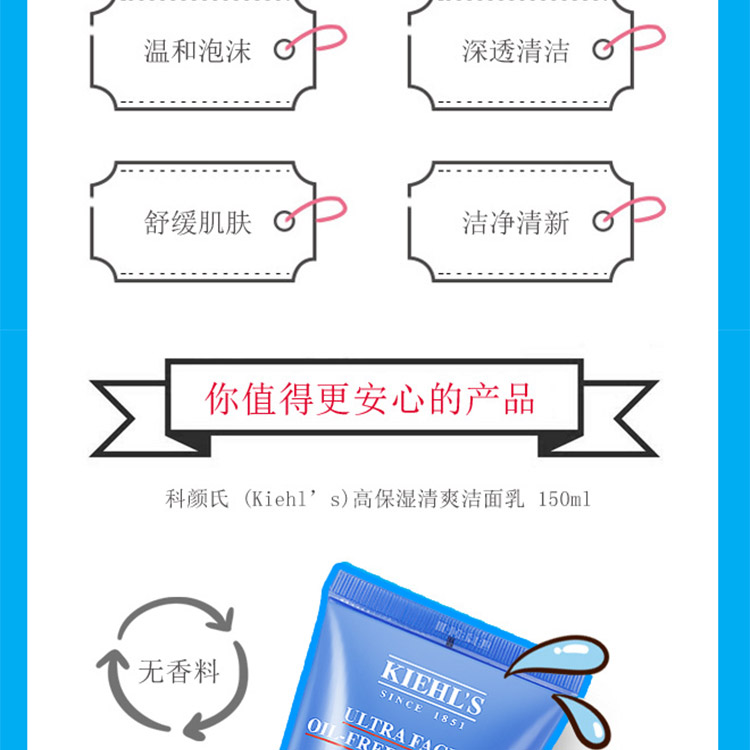 温和泡沫
深透清洁
舒缓肌肤
洁净清新
你值得更安心的产品
科颜氏 (Kiehl’s)高保湿清爽洁面乳 150ml
无香料
KIEHL'S
SINCE 1851
ULTRA FACI
OIL-FREE